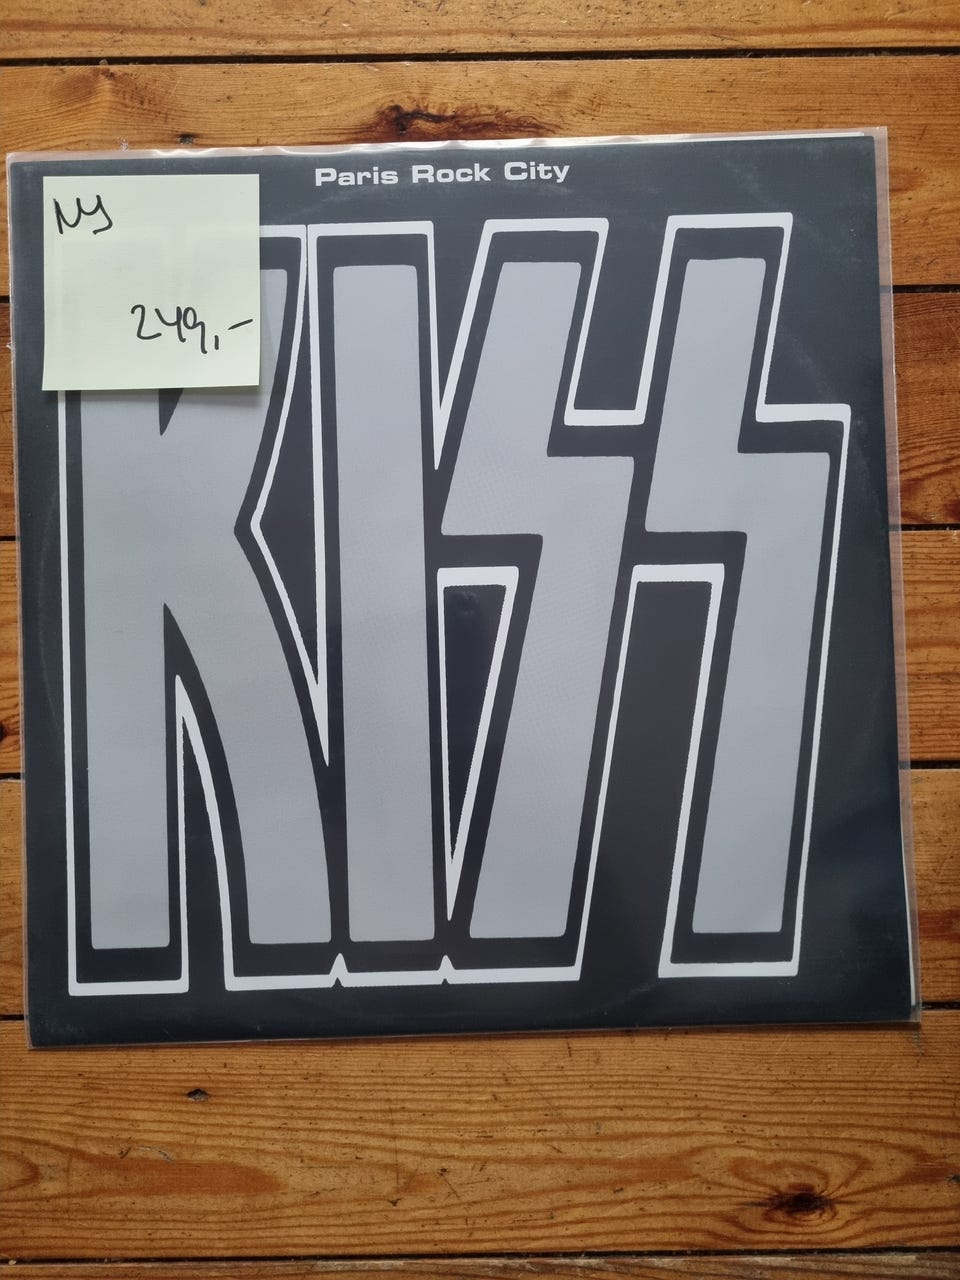 Paris Rock City
NY
249,-
KISS